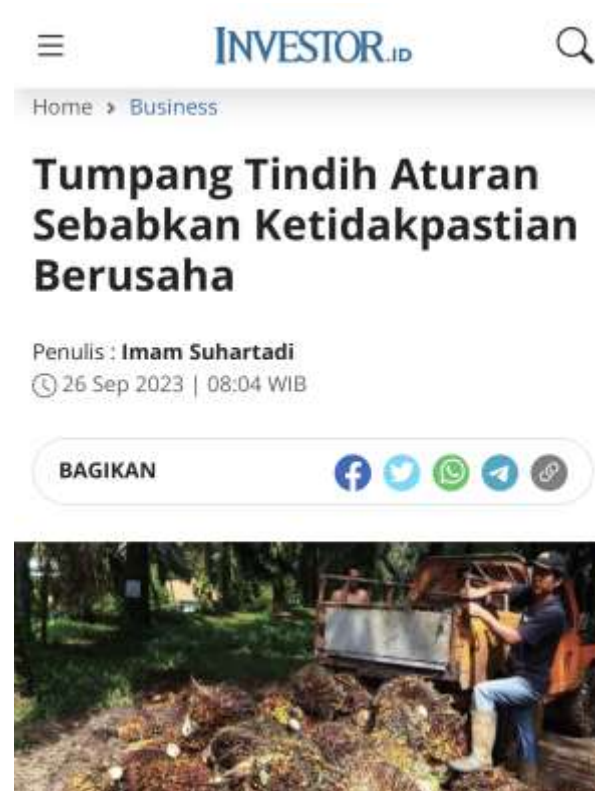 INVESTOR.ID
Home > Business
Tumpang Tindih Aturan
Sebabkan Ketidakpastian
Berusaha
Penulis : Imam Suhartadi
26 Sep 2023 | 08:04 WIB
BAGIKAN